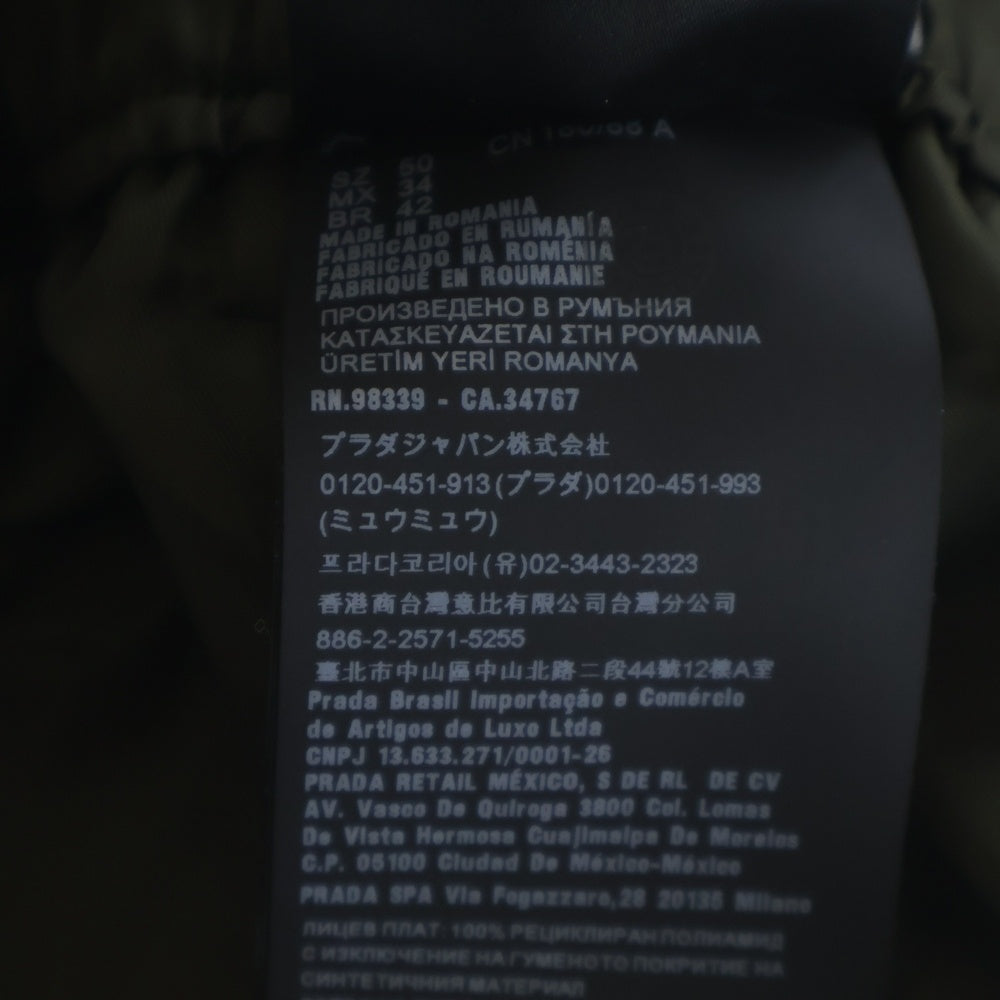 SZ 50
MX 34
BR 42
MADE IN ROMANIA
FABRICADO EN RUMANÍA
FABRICADO NA ROMÉNIA
FABRIQUÉ EN ROUMANIE
ПРОИЗВЕДЕНО В РУМЪНИЯ
ΚΑΤΑΣΚΕΥΑΖΕΤΑΙ ΣΤΗ ΡΟΥΜΑΝΙΑ
ÜRETİM YERİ ROMANYA
RN.98339 - CA.34767
プラダジャパン株式会社
0120-451-913(プラダ)0120-451-993
(ミュウミュウ)
프라다코리아(유)02-3443-2323
香港商台灣意比有限公司台灣分公司
886-2-2571-5255
臺北市中山區中山北路二段44號12樓A室
Prada Brasil Importação e Comércio
de Artigos de Luxo Ltda
CNPJ 13.633.271/0001-26
PRADA RETAIL MÉXICO, S DE RL DE CV
AV. Vasco De Quiroga 3800 Col. Lomas
De Vista Hermosa Cuajimalpa De Morelos
C.P. 05100 Ciudad De México-México
PRADA SPA Via Fogazzaro,28 20135 Milano
ЛИЦЕВ ПЛАТ: 100% РЕЦИКЛИРАН ПОЛИАМИД
С ИЗКЛЮЧЕНИЕ НА ГУМЕНОТО ПОКРИТИЕ НА
СИНТЕТИЧНИЯ МАТЕРИАЛ